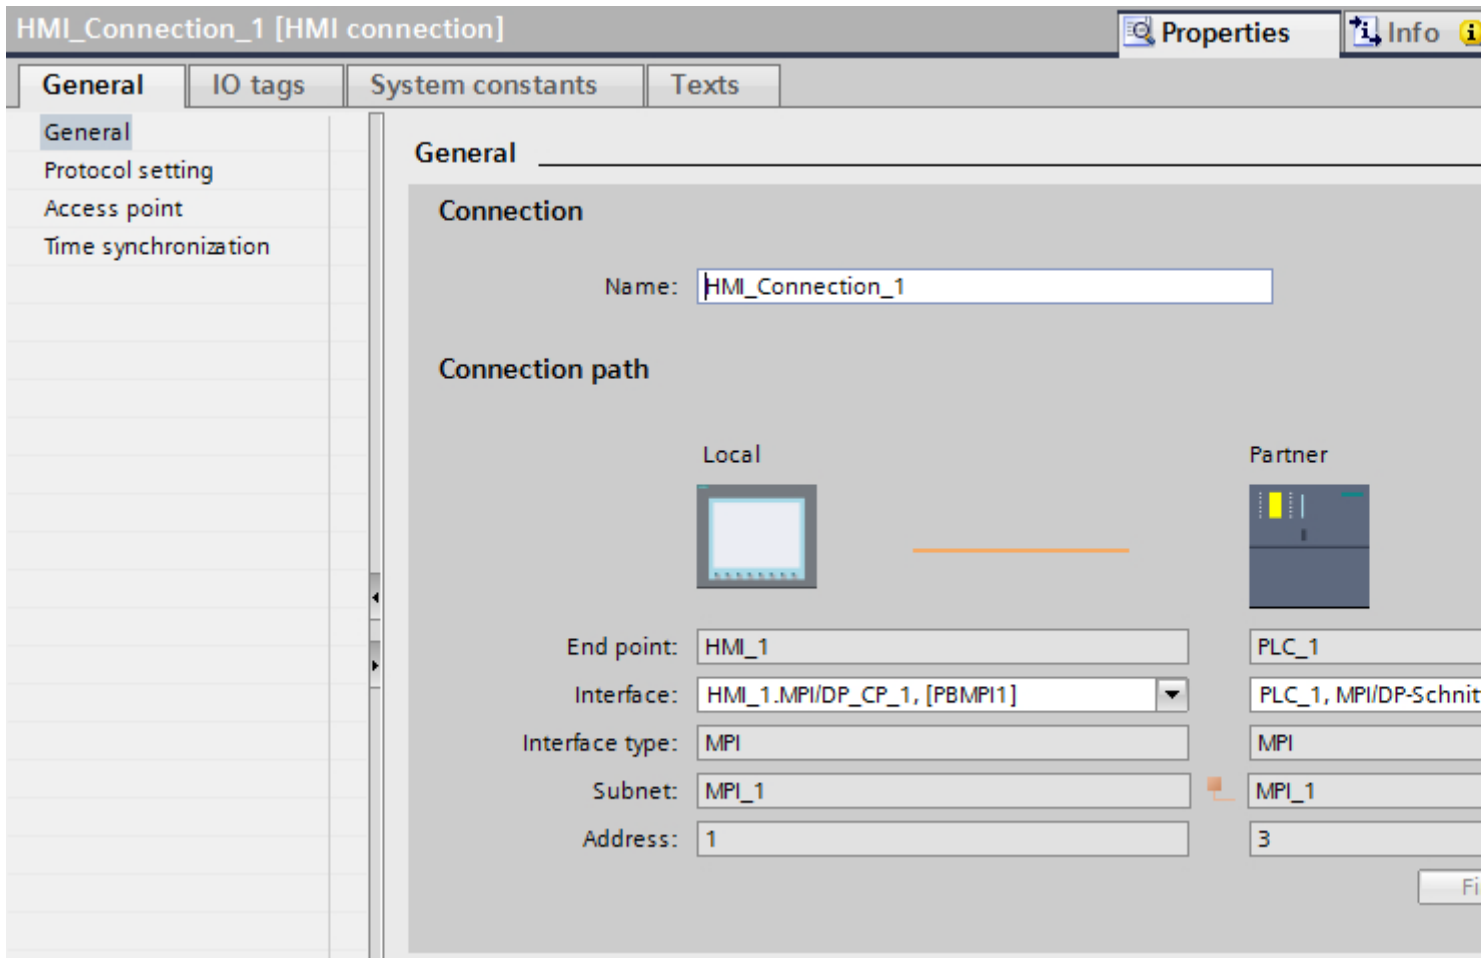 HMI_Connection_1 [HMI connection]
Properties
Info
General
IO tags
System constants
Texts
General
Protocol setting
Access point
Time synchronization
General
Connection
Name: HMI_Connection_1
Connection path
Local Partner
End point: HMI_1 PLC_1
Interface: HMI_1.MPI/DP_CP_1, [PBMPI1] PLC_1, MPI/DP-Schnit
Interface type: MPI MPI
Subnet: MPI_1 MPI_1
Address: 1 3
Fi